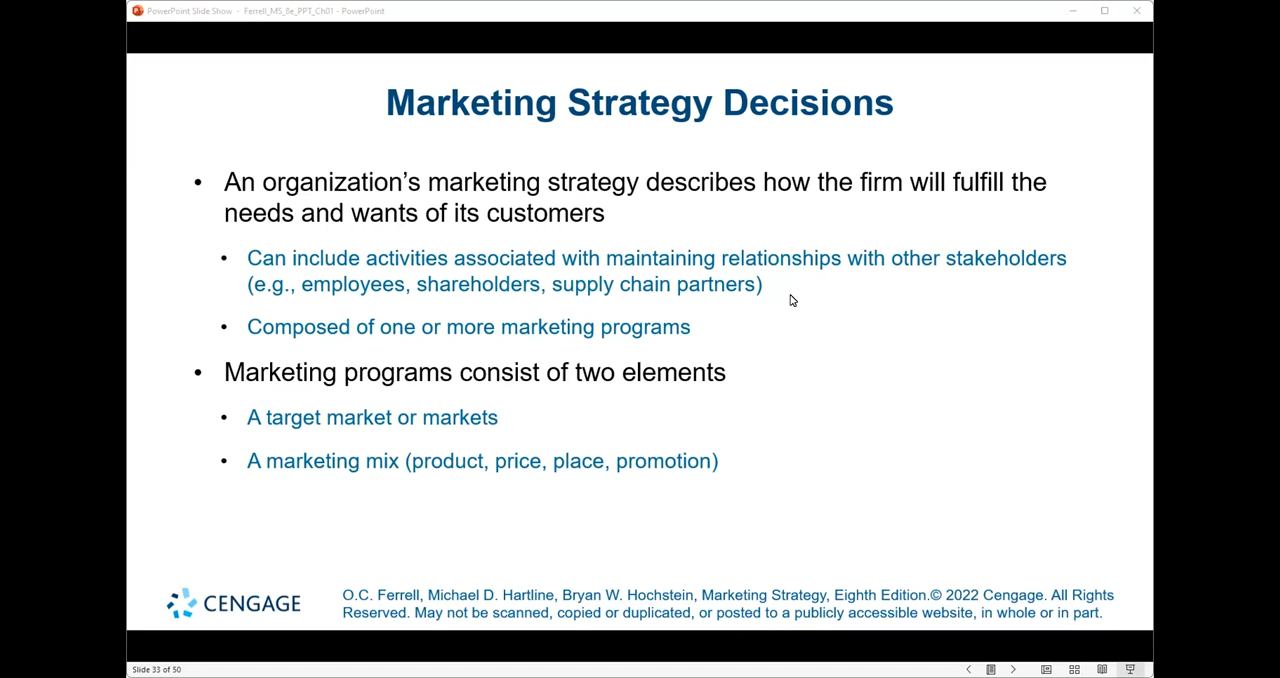 PowerPoint Slide Show - Ferrell_MS_8e_PPT_Ch01 - PowerPoint
Marketing Strategy Decisions
• An organization’s marketing strategy describes how the firm will fulfill the
needs and wants of its customers
• Can include activities associated with maintaining relationships with other stakeholders
(e.g., employees, shareholders, supply chain partners)
• Composed of one or more marketing programs
• Marketing programs consist of two elements
• A target market or markets
• A marketing mix (product, price, place, promotion)
CENGAGE
O.C. Ferrell, Michael D. Hartline, Bryan W. Hochstein, Marketing Strategy, Eighth Edition.© 2022 Cengage. All Rights
Reserved. May not be scanned, copied or duplicated, or posted to a publicly accessible website, in whole or in part.
Slide 33 of 50